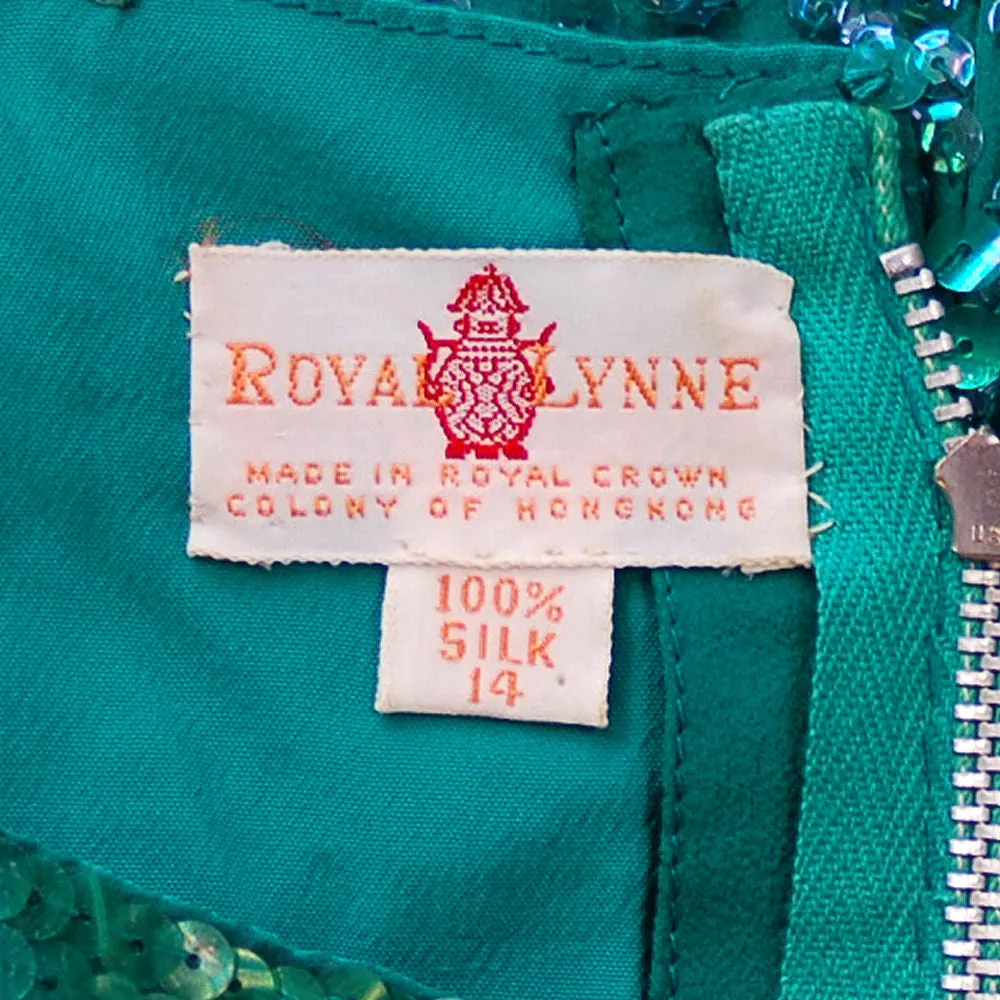 ROYAL LYNNE
MADE IN ROYAL CROWN
COLONY OF HONGKONG
100%
SILK
14